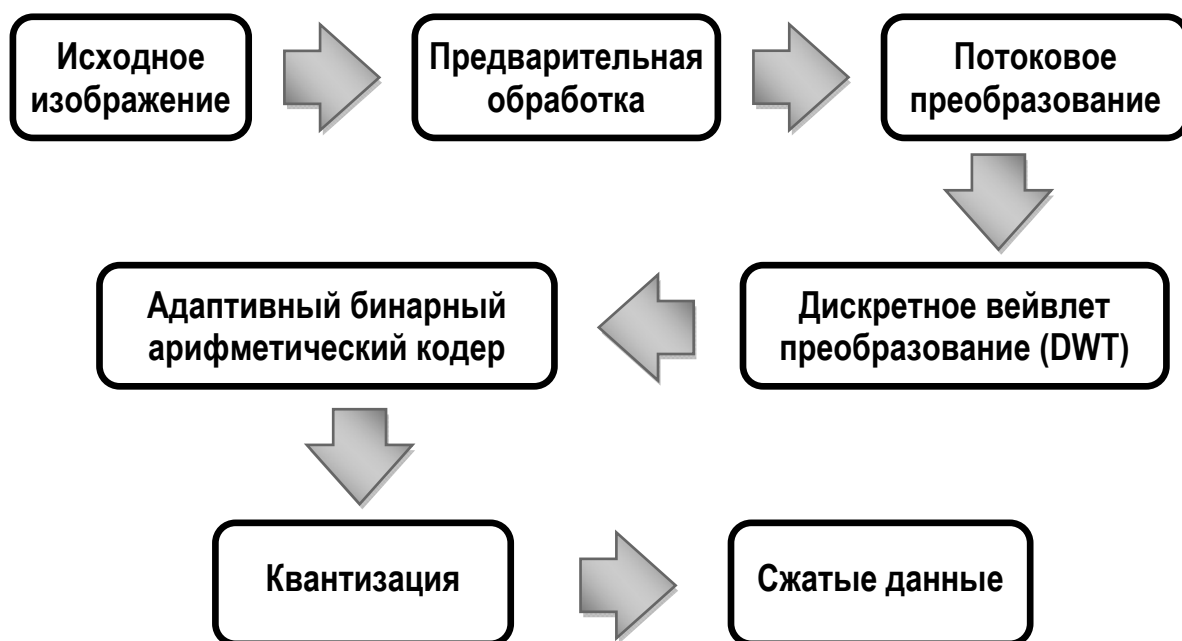 Исходное
изображение
Предварительная
обработка
Потоковое
преобразование
Дискретное вейвлет
преобразование (DWT)
Адаптивный бинарный
арифметический кодер
Квантизация
Сжатые данные